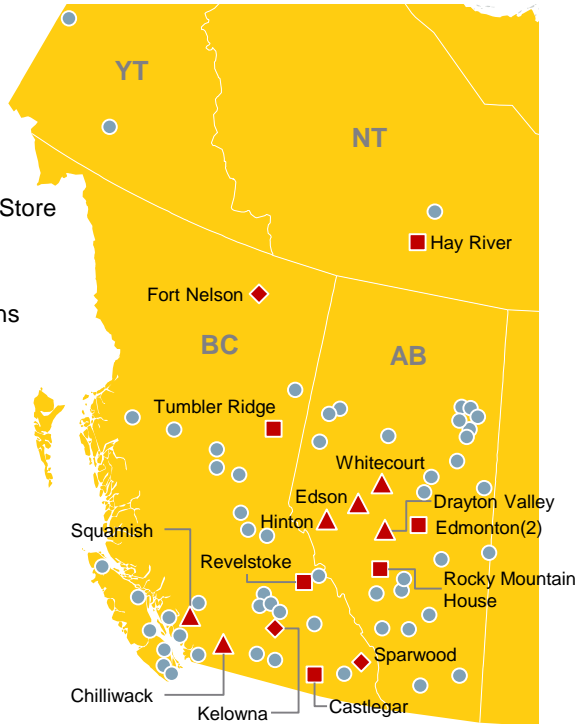 YT
NT
Store
Hay River
Fort Nelson
ns
BC
AB
Tumbler Ridge
Whitecourt
Edson
Drayton Valley
Hinton
Edmonton(2)
Squamish
Revelstoke
Rocky Mountain
House
Sparwood
Chilliwack
Kelowna
Castlegar